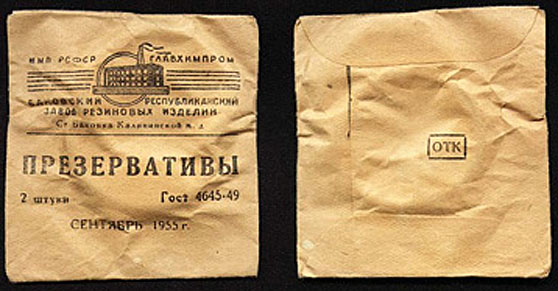 ММП РСФСР ГЛАВХИМПРОМ
БАКОВСКИЙ РЕСПУБЛИКАНСКИЙ
ЗАВОД РЕЗИНОВЫХ ИЗДЕЛИЙ
Ст Баковка Калининской ж. д.
ПРЕЗЕРВАТИВЫ
2 штуки Гост 4645-49
СЕНТЯБРЬ 1955 г.
ОТК